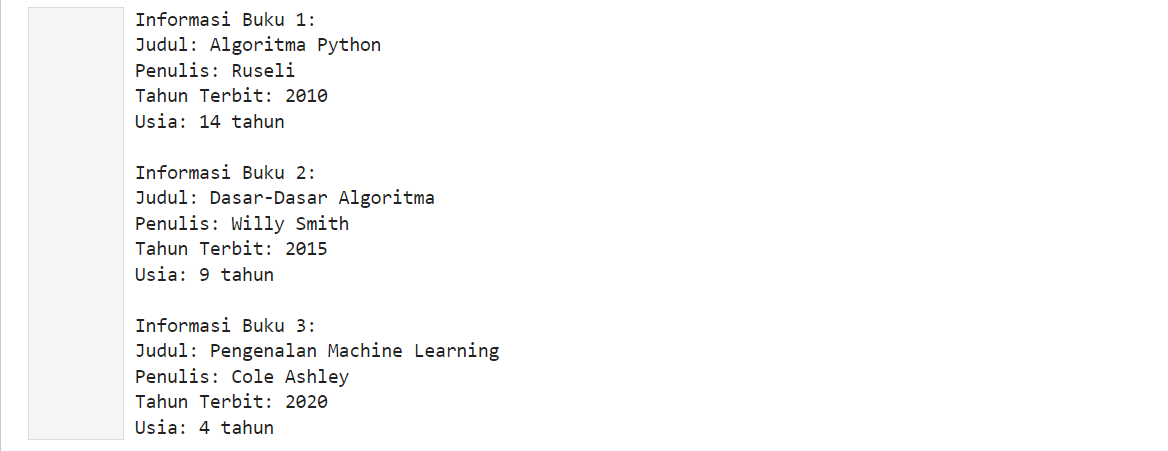 Informasi Buku 1:
Judul: Algoritma Python
Penulis: Ruseli
Tahun Terbit: 2010
Usia: 14 tahun
Informasi Buku 2:
Judul: Dasar-Dasar Algoritma
Penulis: Willy Smith
Tahun Terbit: 2015
Usia: 9 tahun
Informasi Buku 3:
Judul: Pengenalan Machine Learning
Penulis: Cole Ashley
Tahun Terbit: 2020
Usia: 4 tahun